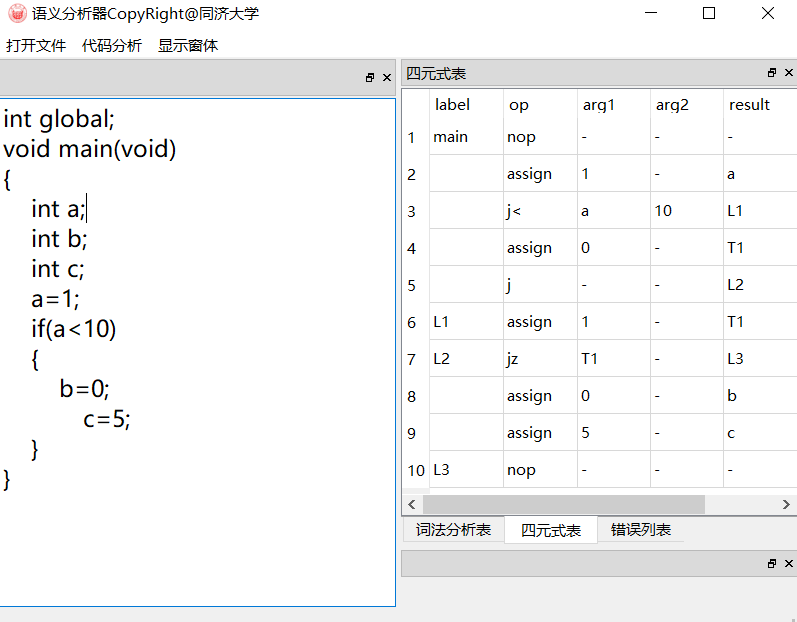 语义分析器CopyRight@同济大学
打开文件 代码分析 显示窗体
int global;
void main(void)
{
int a;
int b;
int c;
a=1;
if(a<10)
{
b=0;
c=5;
}
}
四元式表
label op arg1 arg2 result
1 main nop - - -
2 assign 1 - a
3 j< a 10 L1
4 assign 0 - T1
5 j - - L2
6 L1 assign 1 - T1
7 L2 jz T1 - L3
8 assign 0 - b
9 assign 5 - c
10 L3 nop - - -
词法分析表 四元式表 错误列表